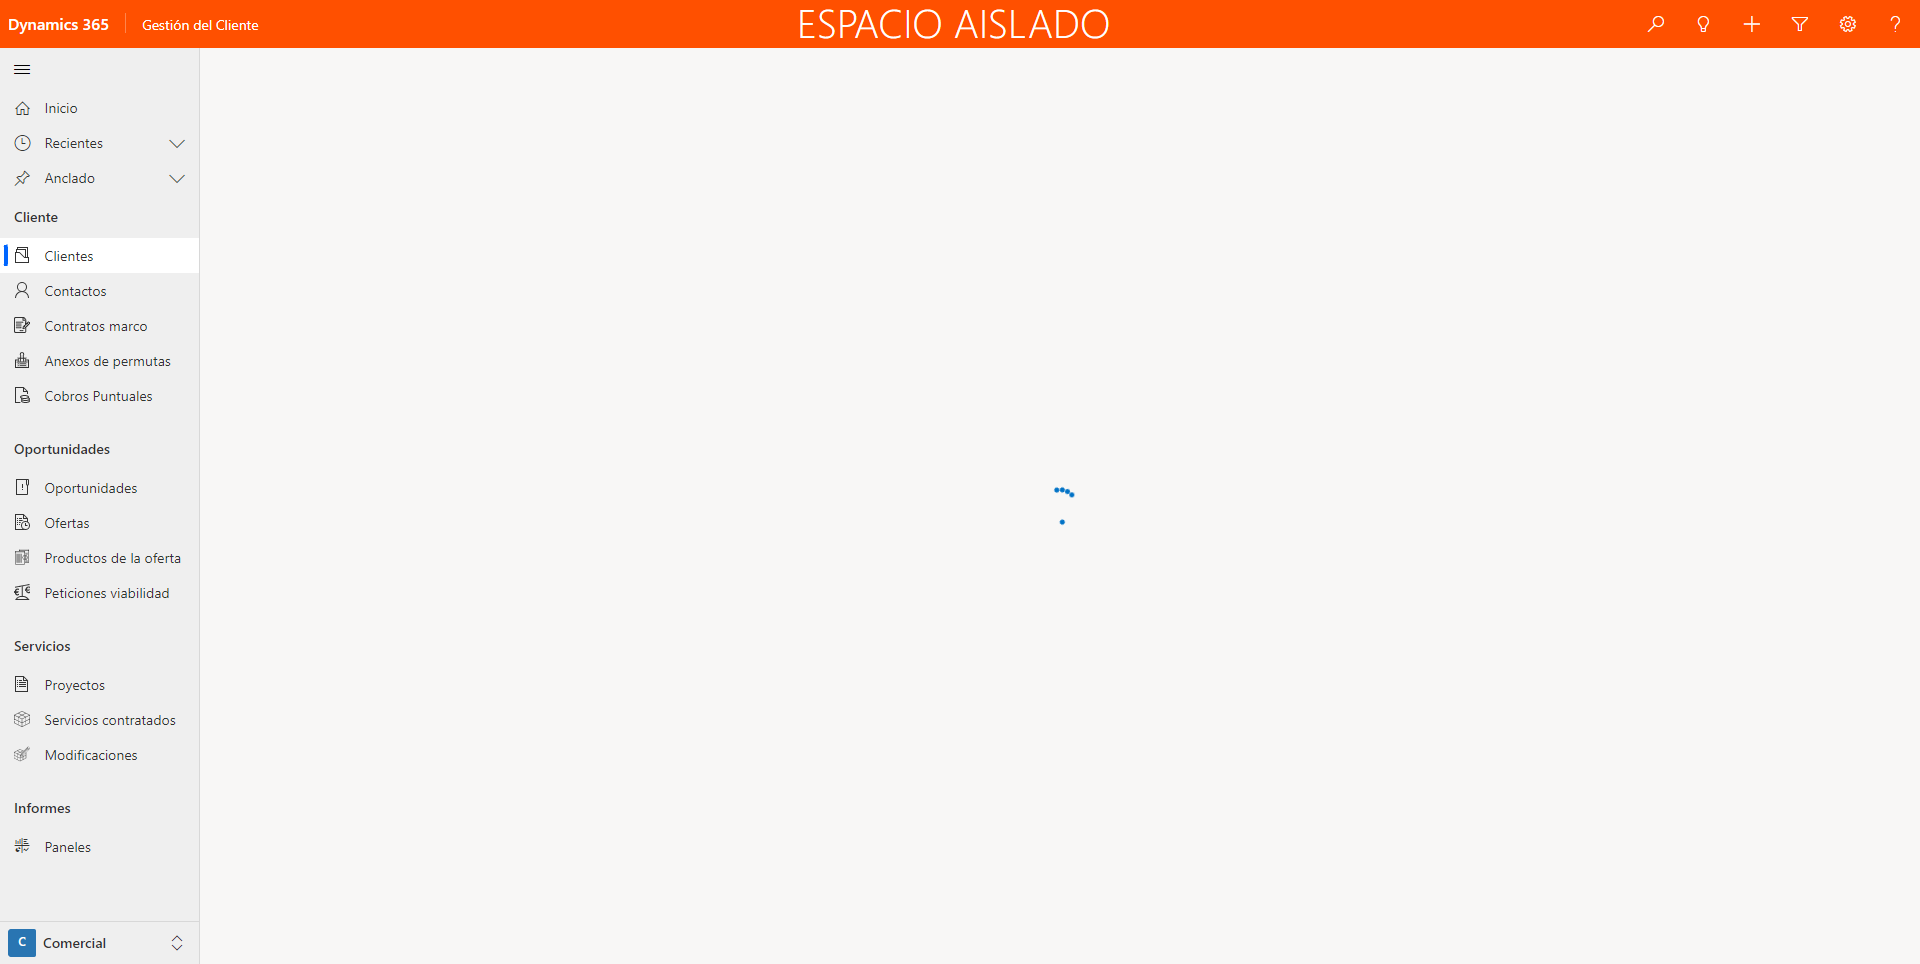 Dynamics 365
Gestión del Cliente
ESPACIO AISLADO
Inicio
Recientes
Anclado
Cliente
Clientes
Contactos
Contratos marco
Anexos de permutas
Cobros Puntuales
Oportunidades
Oportunidades
Ofertas
Productos de la oferta
Peticiones viabilidad
Servicios
Proyectos
Servicios contratados
Modificaciones
Informes
Paneles
C Comercial